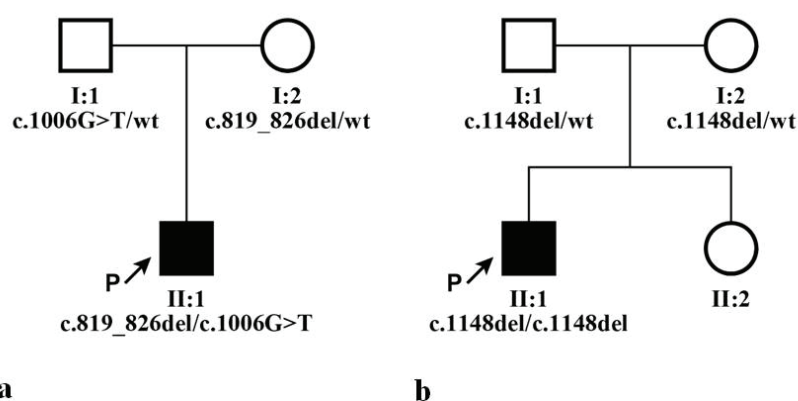 I:1
I:2
c.1006G>T/wt
c.819_826del/wt
P
II:1
c.819_826del/c.1006G>T
a
I:1
I:2
c.1148del/wt
c.1148del/wt
P
II:1
II:2
c.1148del/c.1148del
b